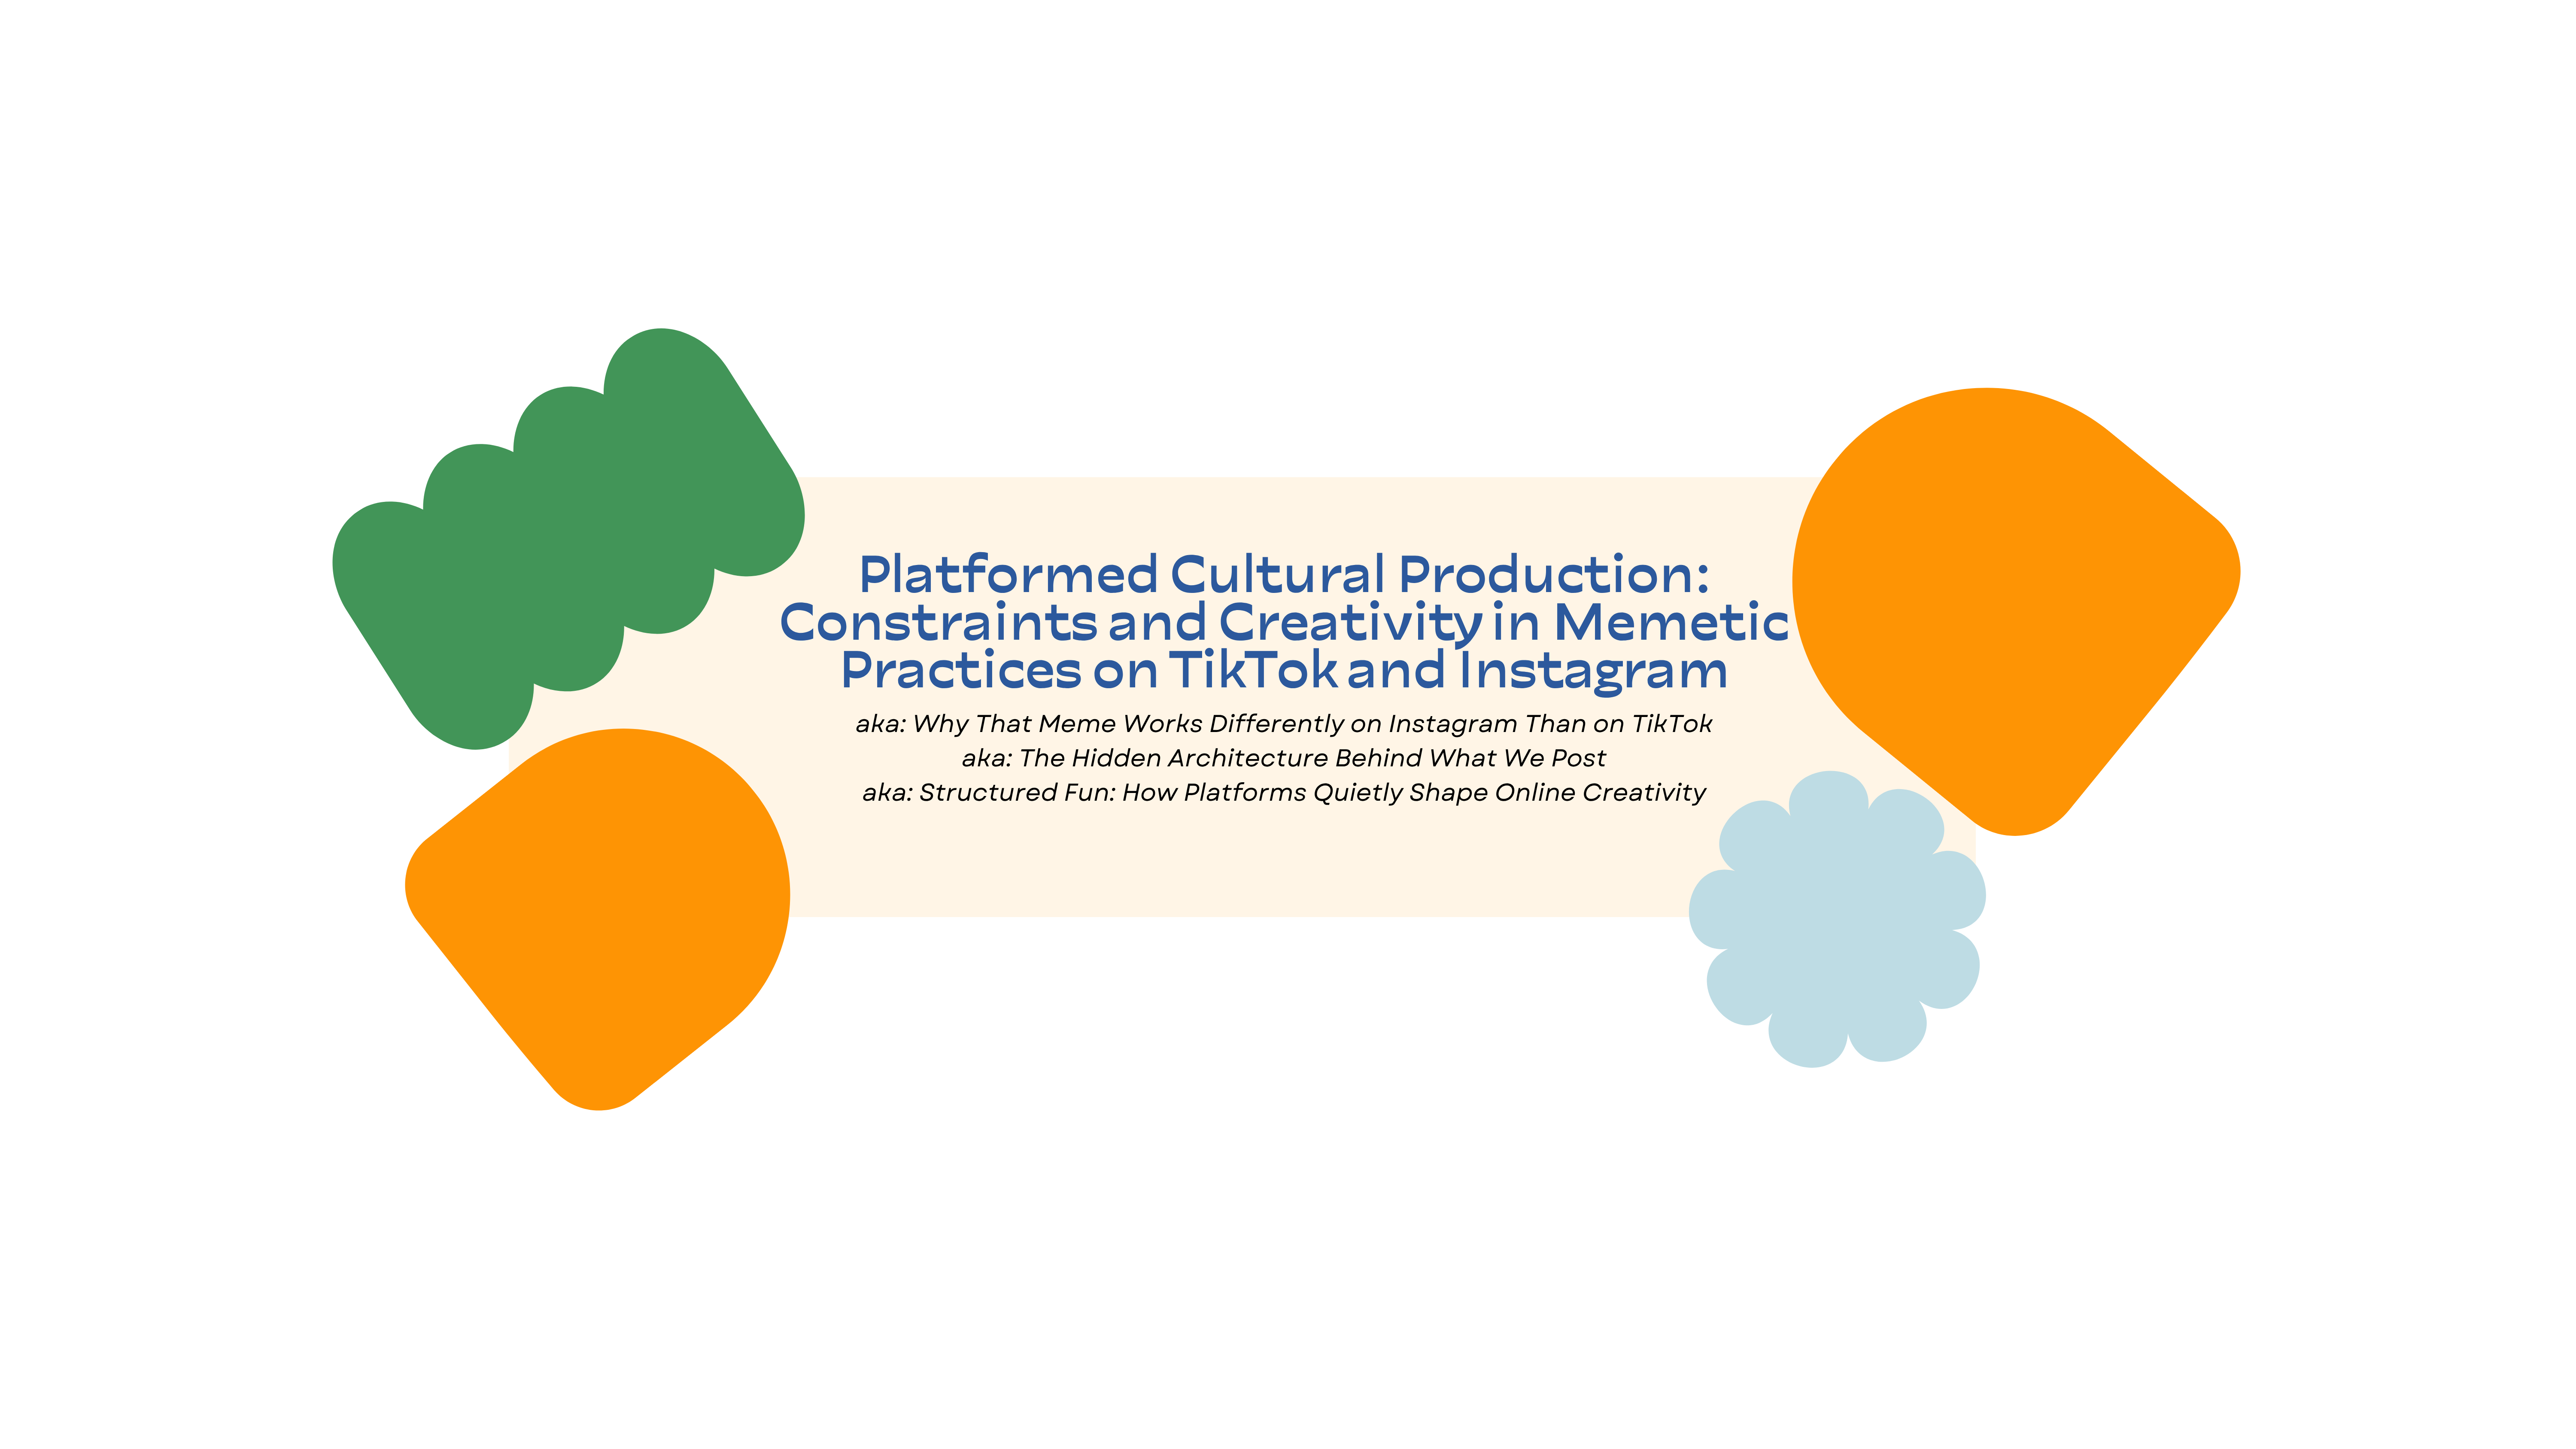 Platformed Cultural Production:
Constraints and Creativity in Memetic
Practices on TikTok and Instagram
aka: Why That Meme Works Differently on Instagram Than on TikTok
aka: The Hidden Architecture Behind What We Post
aka: Structured Fun: How Platforms Quietly Shape Online Creativity